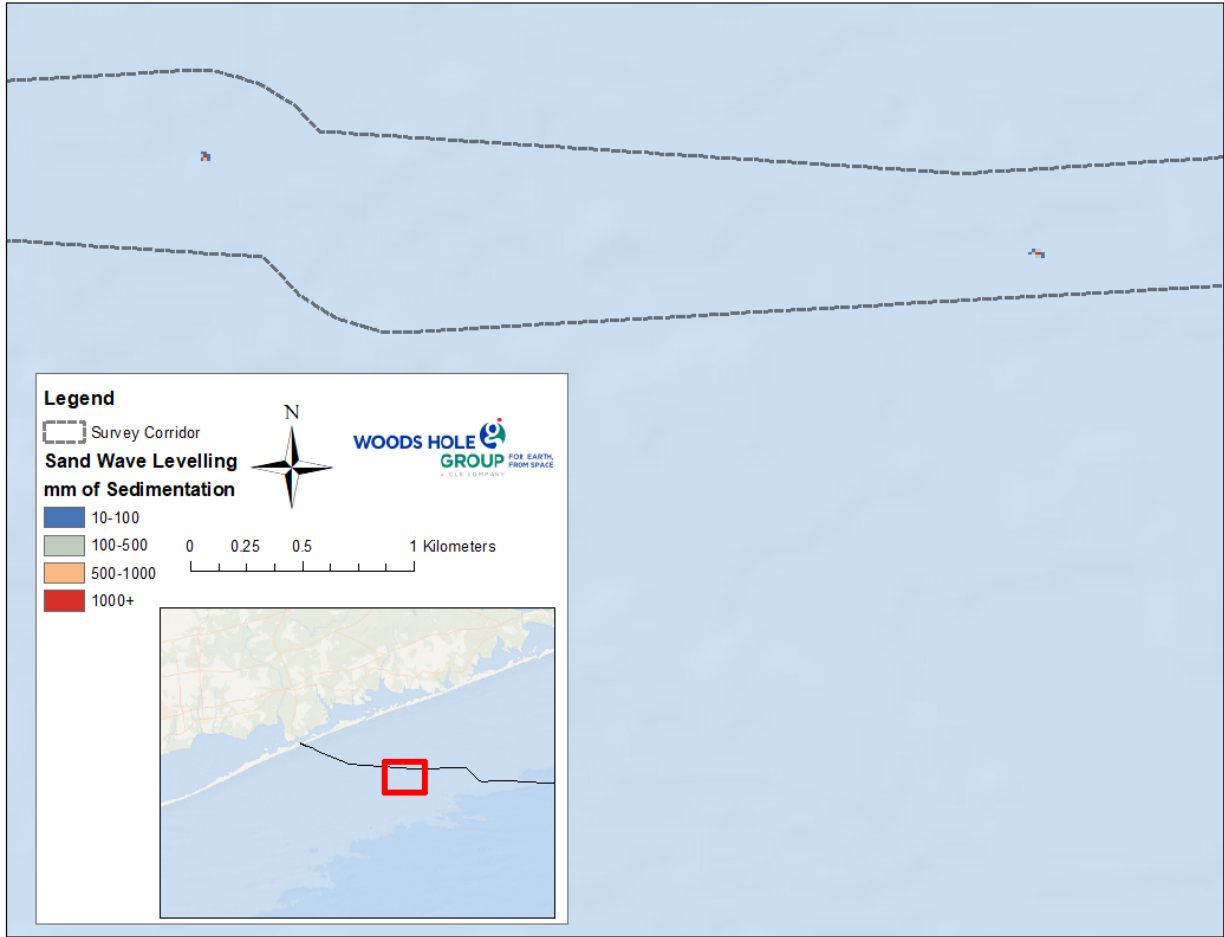 Legend
Survey Corridor
Sand Wave Levelling
mm of Sedimentation
10-100
100-500
500-1000
1000+
N
WOODS HOLE
GROUP FOR EARTH,
FROM SPACE
A CLS COMPANY
0 0.25 0.5 1 Kilometers